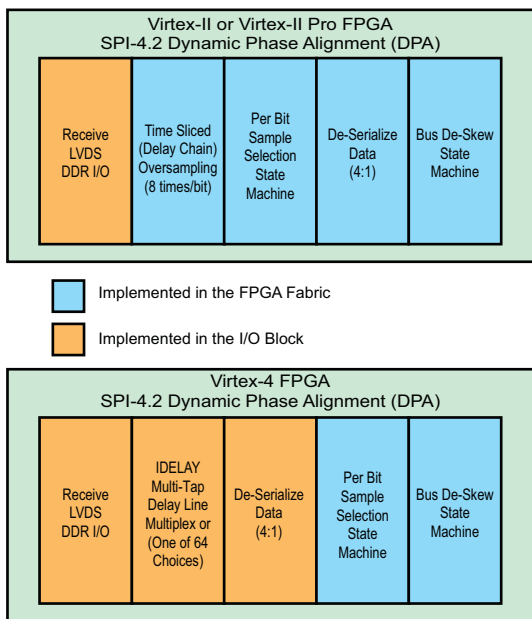 Virtex-II or Virtex-II Pro FPGA
SPI-4.2 Dynamic Phase Alignment (DPA)
Receive
LVDS
DDR I/O
Time Sliced
(Delay Chain)
Oversampling
(8 times/bit)
Per Bit
Sample
Selection
State
Machine
De-Serialize
Data
(4:1)
Bus De-Skew
State
Machine
Implemented in the FPGA Fabric
Implemented in the I/O Block
Virtex-4 FPGA
SPI-4.2 Dynamic Phase Alignment (DPA)
Receive
LVDS
DDR I/O
IDELAY
Multi-Tap
Delay Line
Multiplex or
(One of 64
Choices)
De-Serialize
Data
(4:1)
Per Bit
Sample
Selection
State
Machine
Bus De-Skew
State
Machine